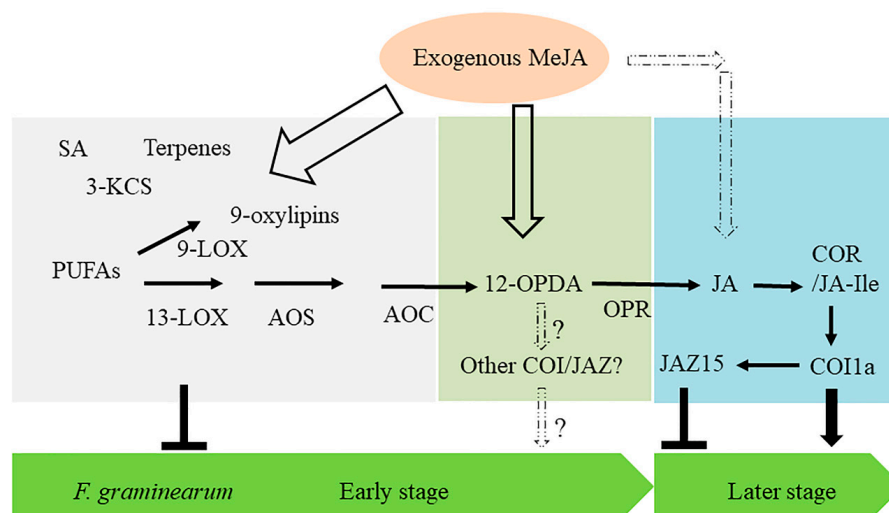 Exogenous MeJA
SA Terpenes
3-KCS
9-oxylipins
9-LOX
PUFAs
13-LOX AOS AOC
12-OPDA
OPR
JA
COR
/JA-Ile
?
Other COI/JAZ?
JAZ15
COI1a
?
F. graminearum Early stage
Later stage